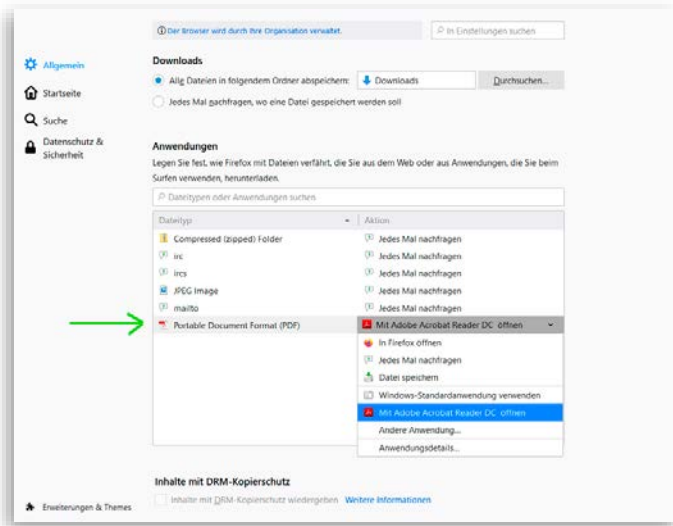 Der Browser wird durch Ihre Organisation verwaltet.
In Einstellungen suchen
Allgemein
Startseite
Suche
Datenschutz &
Sicherheit
Erweiterungen & Themes
Downloads
Alle Dateien in folgendem Ordner abspeichern:
Downloads
Durchsuchen...
Jedes Mal nachfragen, wo eine Datei gespeichert werden soll
Anwendungen
Legen Sie fest, wie Firefox mit Dateien verfährt, die Sie aus dem Web oder aus Anwendungen, die Sie beim
Surfen verwenden, herunterladen.
Dateitypen oder Anwendungen suchen
Dateityp Aktion
Compressed (zipped) Folder Jedes Mal nachfragen
irc Jedes Mal nachfragen
ircs Jedes Mal nachfragen
JPEG Image Jedes Mal nachfragen
mailto Jedes Mal nachfragen
Portable Document Format (PDF) Mit Adobe Acrobat Reader DC öffnen
In Firefox öffnen
Jedes Mal nachfragen
Datei speichern
Windows-Standardanwendung verwenden
Mit Adobe Acrobat Reader DC öffnen
Andere Anwendung...
Anwendungsdetails...
Inhalte mit DRM-Kopierschutz
Inhalte mit DRM-Kopierschutz wiedergeben Weitere Informationen